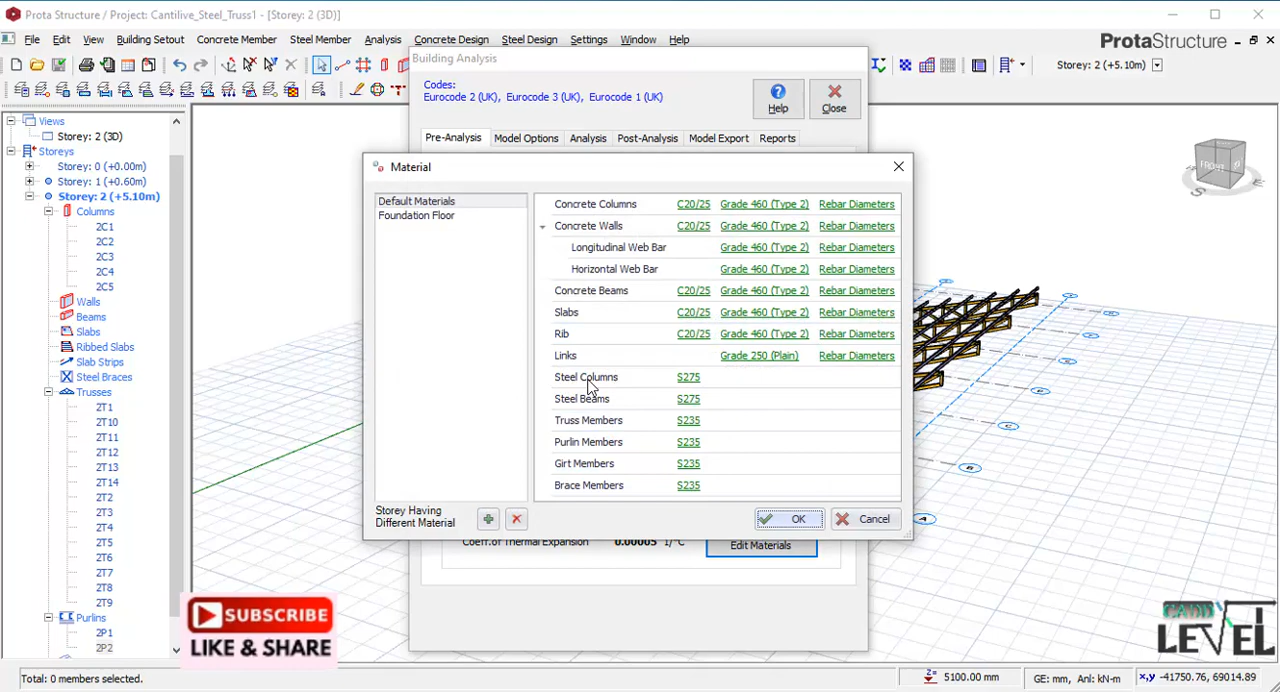 Prota Structure / Project: Cantilive_Steel_Truss1 - [Storey: 2 (3D)]
File Edit View Building Setout Concrete Member Steel Member Analysis Concrete Design Steel Design Settings Window Help
ProtaStructure
Storey: 2 (+5.10m)
Views
Storey: 2 (3D)
Storeys
Storey: 0 (+0.00m)
Storey: 1 (+0.60m)
Storey: 2 (+5.10m)
Columns
2C1
2C2
2C3
2C4
2C5
Walls
Beams
Slabs
Ribbed Slabs
Slab Strips
Steel Braces
Trusses
2T1
2T10
2T11
2T12
2T13
2T14
2T2
2T3
2T4
2T5
2T6
2T7
2T8
2T9
Purlins
2P1
2P2
Building Analysis
Codes:
Eurocode 2 (UK), Eurocode 3 (UK), Eurocode 1 (UK)
Help
Close
Pre-Analysis Model Options Analysis Post-Analysis Model Export Reports
Material
Default Materials
Foundation Floor
Concrete Columns C20/25 Grade 460 (Type 2) Rebar Diameters
Concrete Walls C20/25 Grade 460 (Type 2) Rebar Diameters
Longitudinal Web Bar Grade 460 (Type 2) Rebar Diameters
Horizontal Web Bar Grade 460 (Type 2) Rebar Diameters
Concrete Beams C20/25 Grade 460 (Type 2) Rebar Diameters
Slabs C20/25 Grade 460 (Type 2) Rebar Diameters
Rib C20/25 Grade 460 (Type 2) Rebar Diameters
Links Grade 250 (Plain) Rebar Diameters
Steel Columns S275
Steel Beams S275
Truss Members S235
Purlin Members S235
Girt Members S235
Brace Members S235
Storey Having
Different Material
OK
Cancel
Coeff.of Thermal Expansion 0.00005 1/°C
Edit Materials
FRONT
S
E
A
B
SUBSCRIBE
LIKE & SHARE
CADD
LEVEL
Total: 0 members selected.
Z= 5100.00 mm
GE: mm, Anl: kN-m
x,y -41750.76, 69014.89